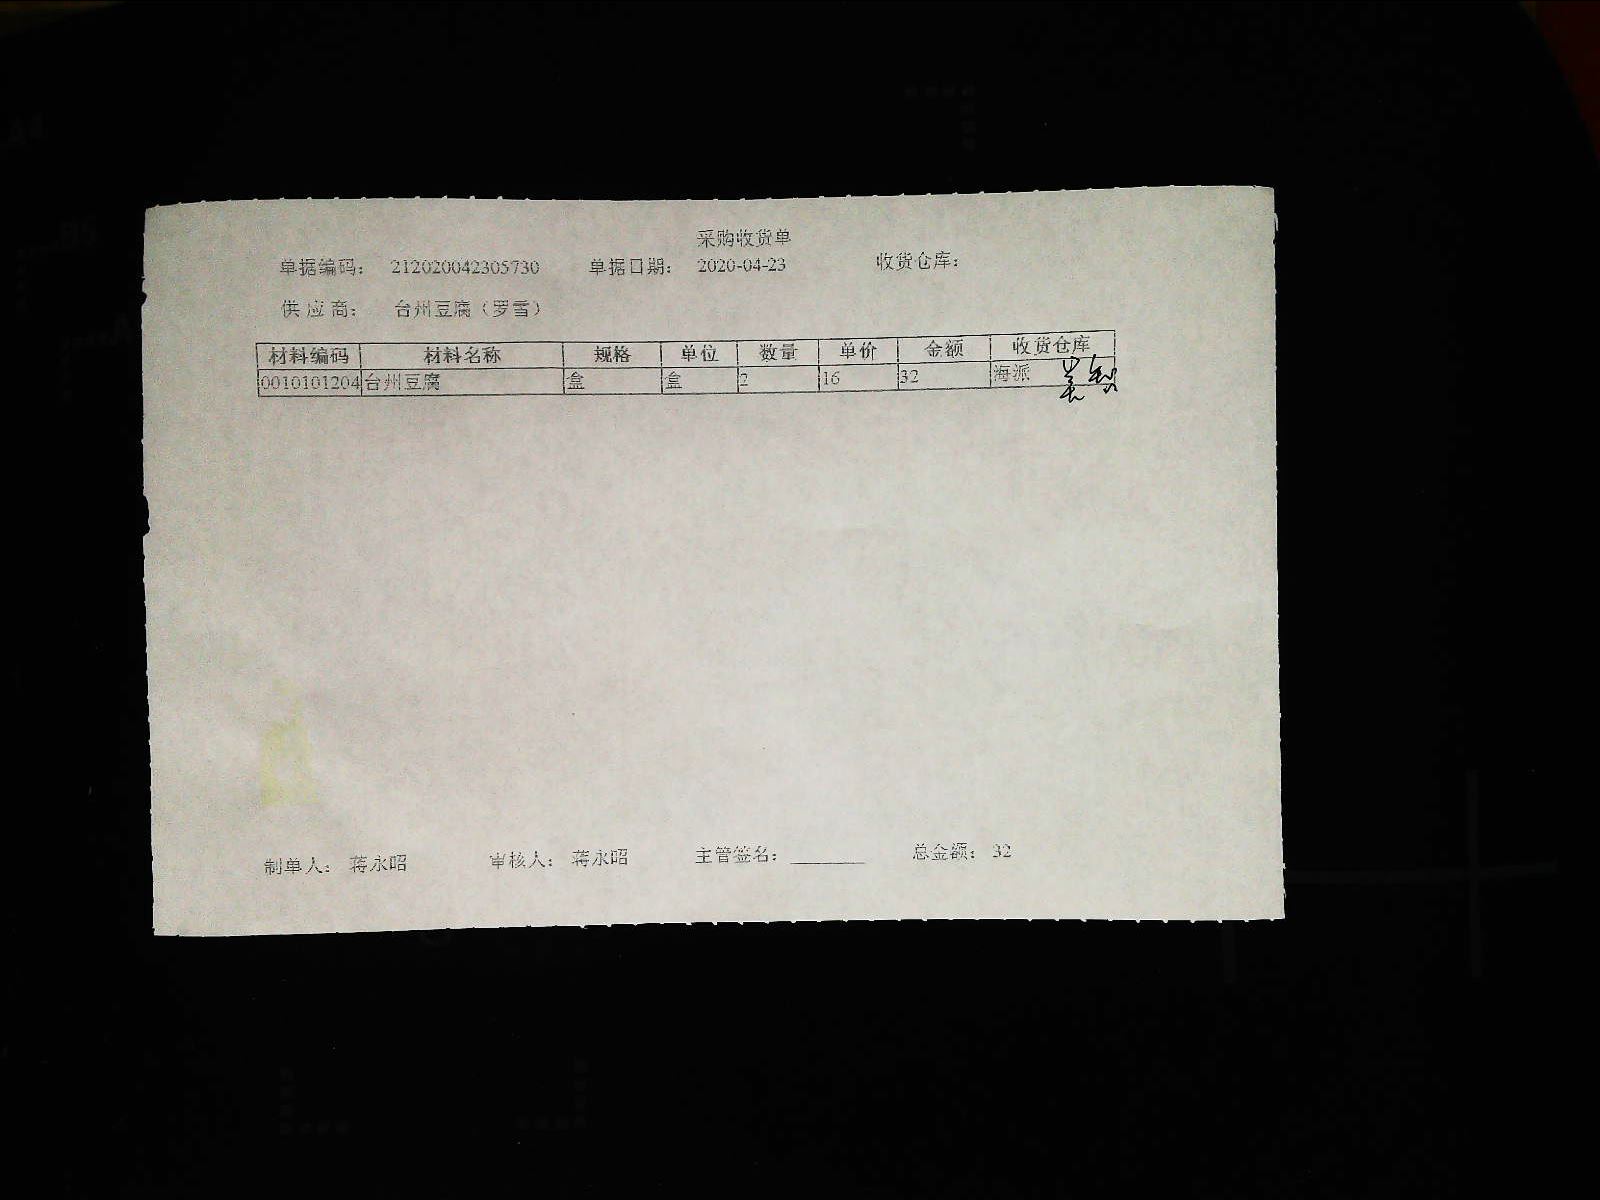 采购收货单
单据编码： 212020042305730 单据日期： 2020-04-23 收货仓库：
供应商： 台州豆腐（罗雪）
材料编码 材料名称 规格 单位 数量 单价 金额 收货仓库
0010101204 台州豆腐 盒 盒 2 16 32 海派
制单人： 蒋永昭 审核人： 蒋永昭 主管签名： ________ 总金额： 32